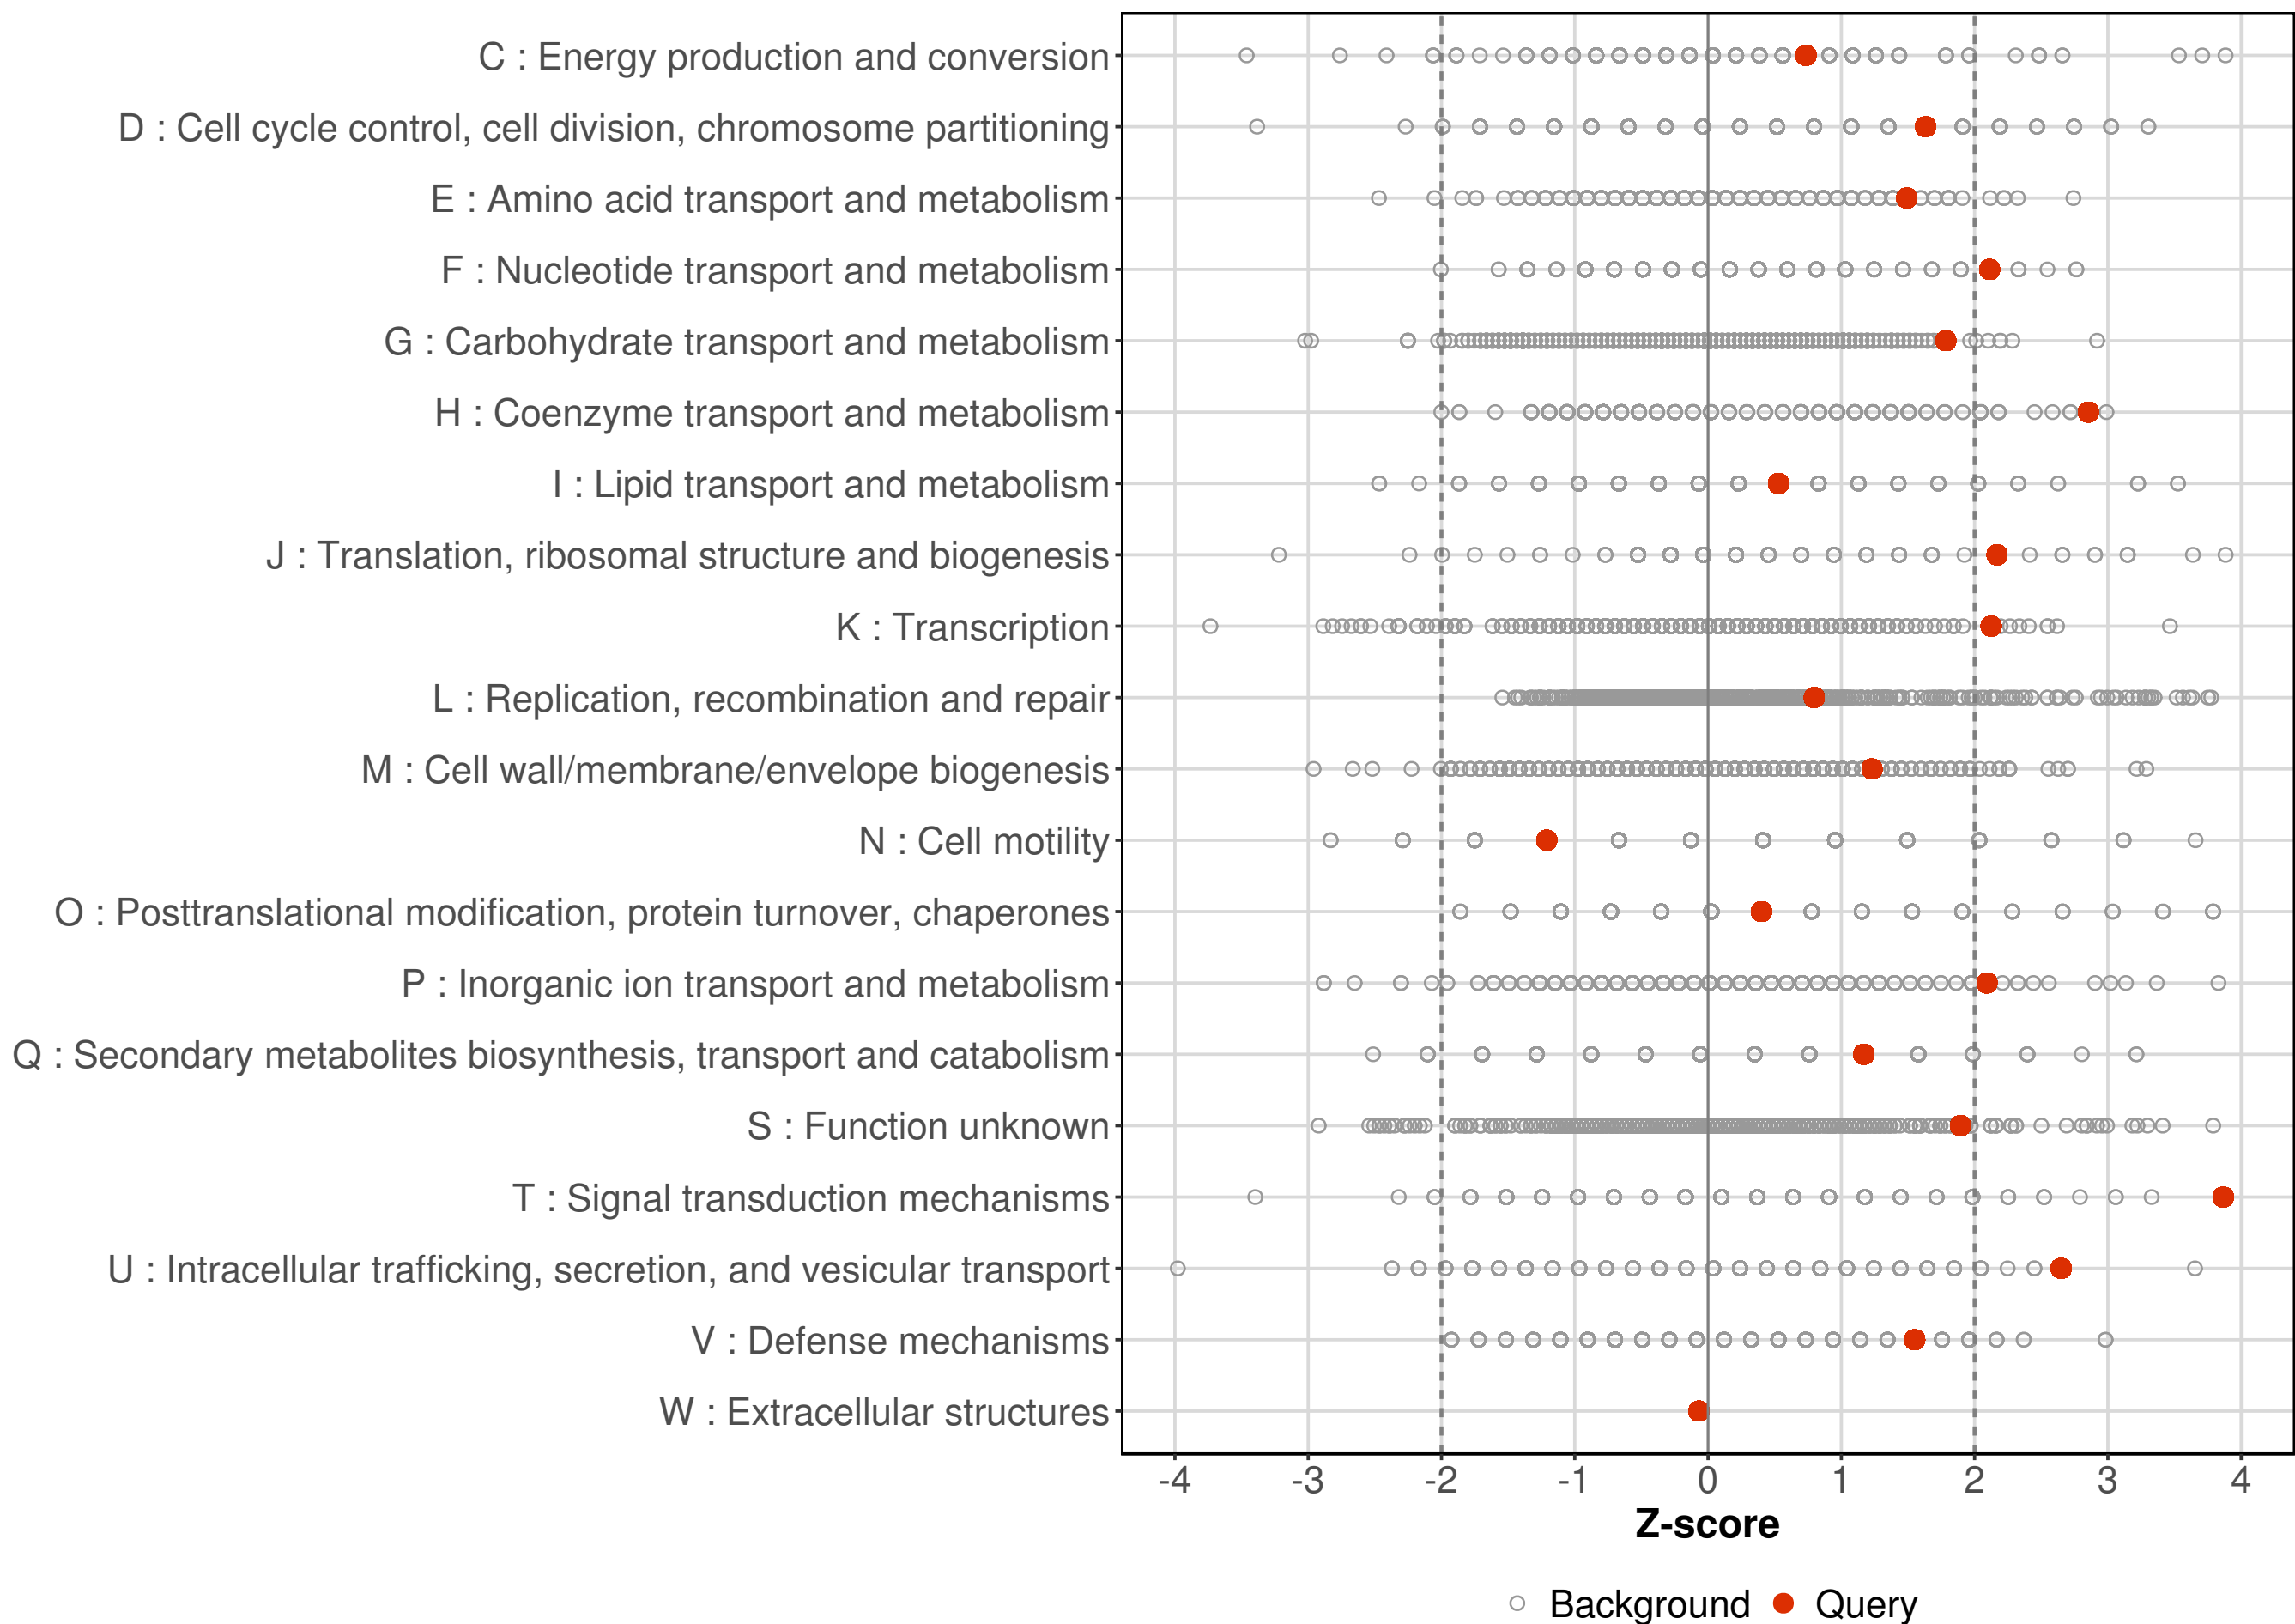 C : Energy production and conversion
D : Cell cycle control, cell division, chromosome partitioning
E : Amino acid transport and metabolism
F : Nucleotide transport and metabolism
G : Carbohydrate transport and metabolism
H : Coenzyme transport and metabolism
I : Lipid transport and metabolism
J : Translation, ribosomal structure and biogenesis
K : Transcription
L : Replication, recombination and repair
M : Cell wall/membrane/envelope biogenesis
N : Cell motility
O : Posttranslational modification, protein turnover, chaperones
P : Inorganic ion transport and metabolism
Q : Secondary metabolites biosynthesis, transport and catabolism
S : Function unknown
T : Signal transduction mechanisms
U : Intracellular trafficking, secretion, and vesicular transport
V : Defense mechanisms
W : Extracellular structures
-4 -3 -2 -1 0 1 2 3 4
Z-score
Background Query